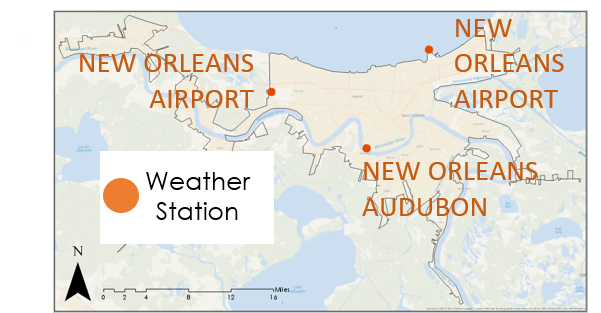 NEW ORLEANS
AIRPORT
NEW
ORLEANS
AIRPORT
NEW ORLEANS
AUDUBON
Weather
Station
N
Miles
0 2 4 8 12 16